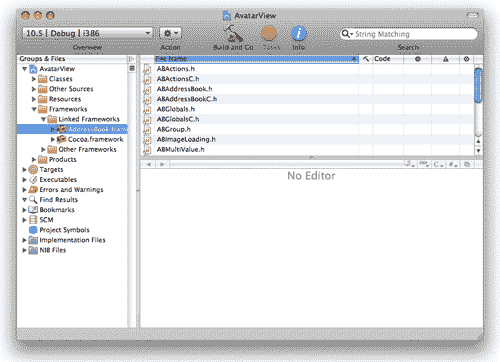 AvatarView
10.5 | Debug | i386
Overview
Action
Build and Go
Tasks
Info
String Matching
Search
Groups & Files
AvatarView
Classes
Other Sources
Resources
Frameworks
Linked Frameworks
AddressBook.fram
Cocoa.framework
Other Frameworks
Products
Targets
Executables
Errors and Warnings
Find Results
Bookmarks
SCM
Project Symbols
Implementation Files
NIB Files
File Name
Code
ABActions.h
ABActionsC.h
ABAddressBook.h
ABAddressBookC.h
ABGlobals.h
ABGlobalsC.h
ABGroup.h
ABImageLoading.h
ABMultiValue.h
No Editor